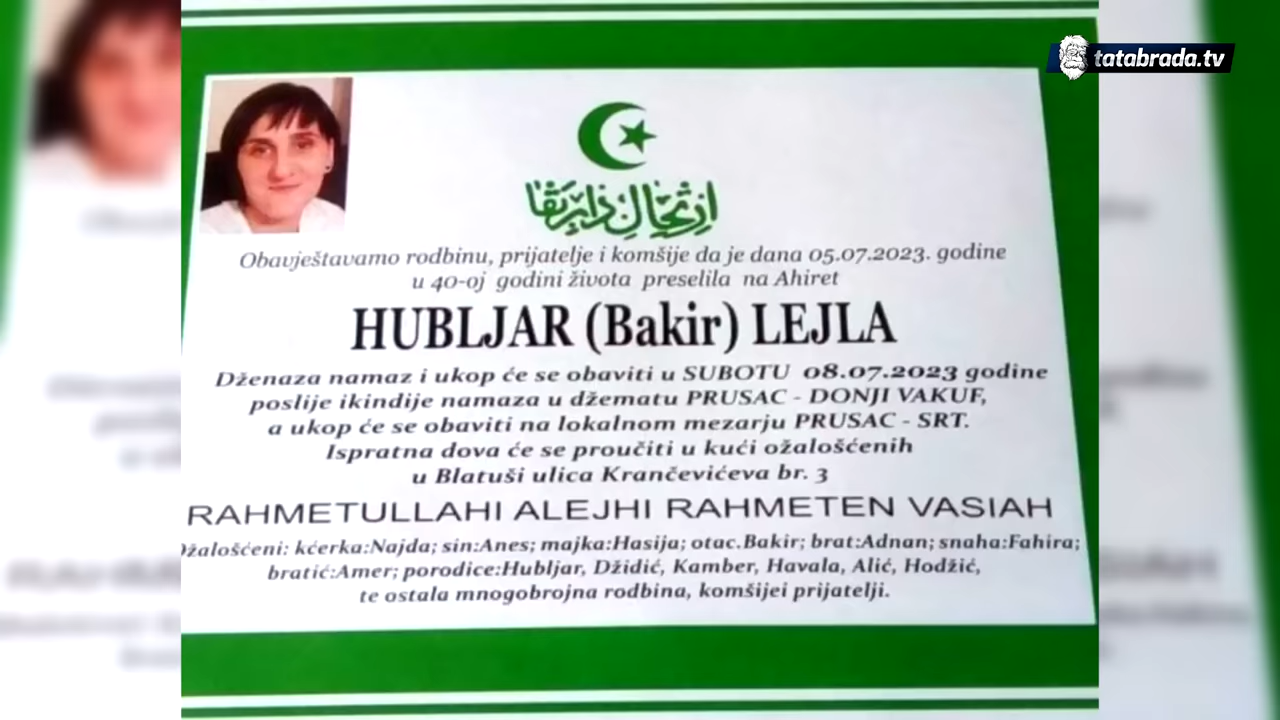 tatabrada.tv
ارتحال دار بقا
Obavještavamo rodbinu, prijatelje i komšije da je dana 05.07.2023. godine
u 40-oj godini života preselila na Ahiret
HUBLJAR (Bakir) LEJLA
Dženaza namaz i ukop će se obaviti u SUBOTU 08.07.2023 godine
poslije ikindije namaza u džematu PRUSAC - DONJI VAKUF,
a ukop će se obaviti na lokalnom mezarju PRUSAC - SRT.
Ispratna dova će se proučiti u kući ožalošćenih
u Blatuši ulica Krančevićeva br. 3
RAHMETULLAHI ALEJHI RAHMETEN VASIAH
Ožalošćeni: kćerka:Najda; sin:Anes; majka:Hasija; otac.Bakir; brat:Adnan; snaha:Fahira;
bratić:Amer; porodice:Hubljar, Džidić, Kamber, Havala, Alić, Hodžić,
te ostala mnogobrojna rodbina, komšijei prijatelji.